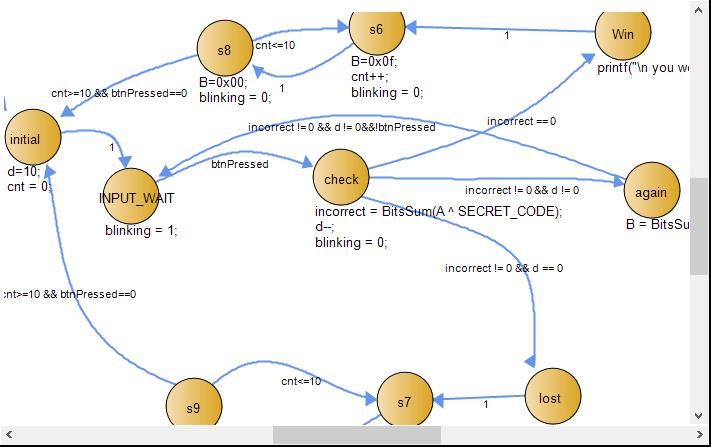 s8
cnt<=10
s6
1
Win
B=0x00;
blinking = 0;
1
B=0x0f;
cnt++;
blinking = 0;
printf("\n you w
cnt>=10 && btnPressed==0
initial
1
incorrect != 0 && d != 0&&!btnPressed
incorrect == 0
d=10;
cnt = 0;
btnPressed
INPUT_WAIT
blinking = 1;
check
incorrect != 0 && d != 0
again
incorrect = BitsSum(A ^ SECRET_CODE);
d--;
blinking = 0;
B = BitsSu
incorrect != 0 && d == 0
cnt>=10 && btnPressed==0
cnt<=10
s9
s7
1
lost